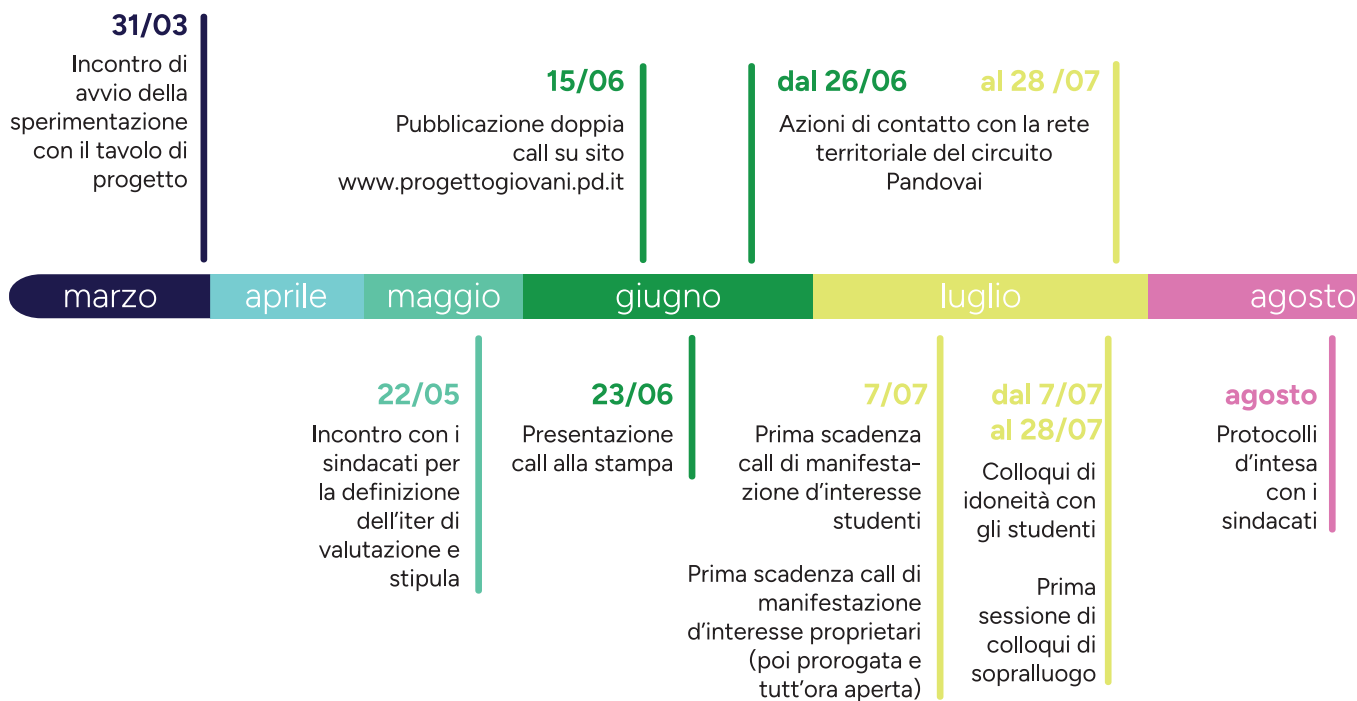 31/03
Incontro di
avvio della
sperimentazione
con il tavolo di
progetto
15/06
Pubblicazione doppia
call su sito
www.progettogiovani.pd.it
dal 26/06 al 28 /07
Azioni di contatto con la rete
territoriale del circuito
Pandovai
marzo aprile maggio giugno luglio agosto
22/05
Incontro con i
sindacati per
la definizione
dell'iter di
valutazione e
stipula
23/06
Presentazione
call alla stampa
7/07
Prima scadenza
call di manifesta-
zione d'interesse
studenti
Prima scadenza call di
manifestazione
d'interesse proprietari
(poi prorogata e
tutt'ora aperta)
dal 7/07
al 28/07
Colloqui di
idoneità con
gli studenti
Prima
sessione di
colloqui di
sopralluogo
agosto
Protocolli
d'intesa
con i
sindacati